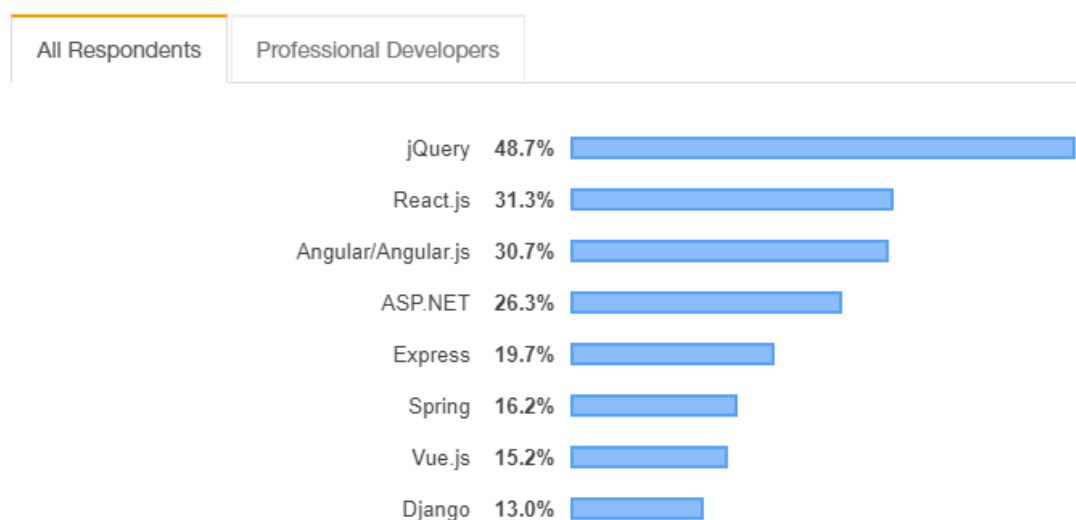 All Respondents Professional Developers
jQuery 48.7%
React.js 31.3%
Angular/Angular.js 30.7%
ASP.NET 26.3%
Express 19.7%
Spring 16.2%
Vue.js 15.2%
Django 13.0%